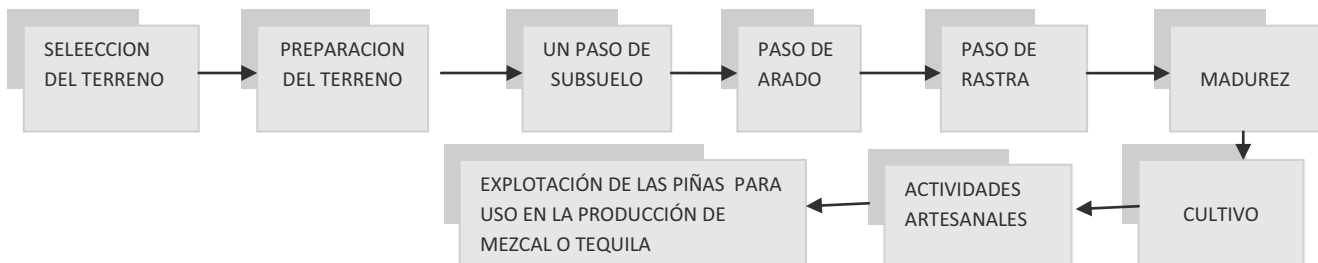 SELEECCION
DEL TERRENO
PREPARACION
DEL TERRENO
UN PASO DE
SUBSUELO
PASO DE
ARADO
PASO DE
RASTRA
MADUREZ
CULTIVO
ACTIVIDADES
ARTESANALES
EXPLOTACIÓN DE LAS PIÑAS PARA
USO EN LA PRODUCCIÓN DE
MEZCAL O TEQUILA